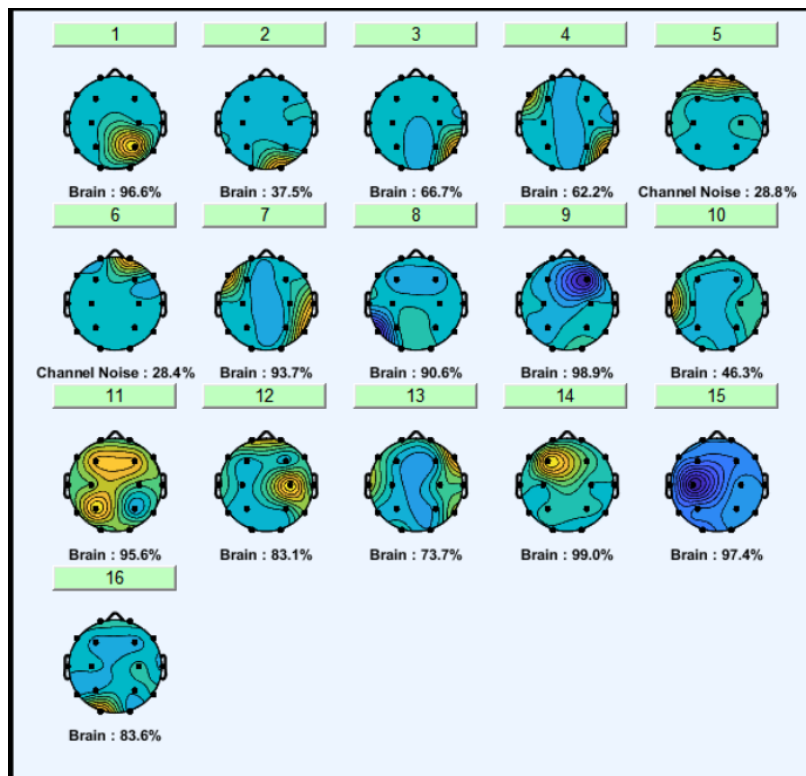 1 2 3 4 5
Brain : 96.6% Brain : 37.5% Brain : 66.7% Brain : 62.2% Channel Noise : 28.8%
6 7 8 9 10
Channel Noise : 28.4% Brain : 93.7% Brain : 90.6% Brain : 98.9% Brain : 46.3%
11 12 13 14 15
Brain : 95.6% Brain : 83.1% Brain : 73.7% Brain : 99.0% Brain : 97.4%
16
Brain : 83.6%